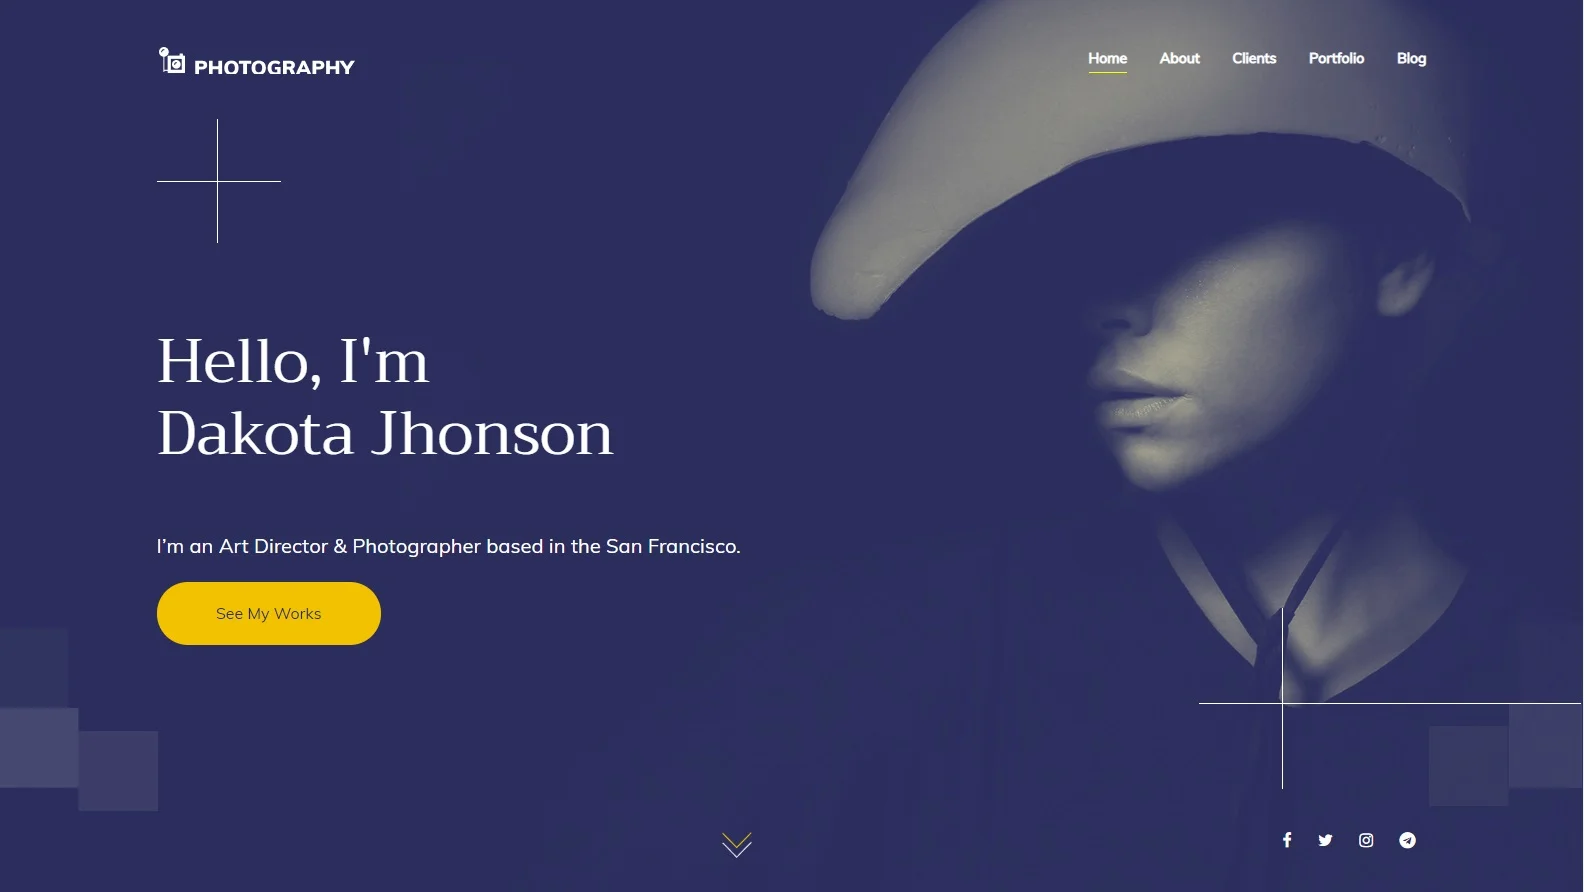 PHOTOGRAPHY
Home About Clients Portfolio Blog
Hello, I'm
Dakota Jhonson
I’m an Art Director & Photographer based in the San Francisco.
See My Works